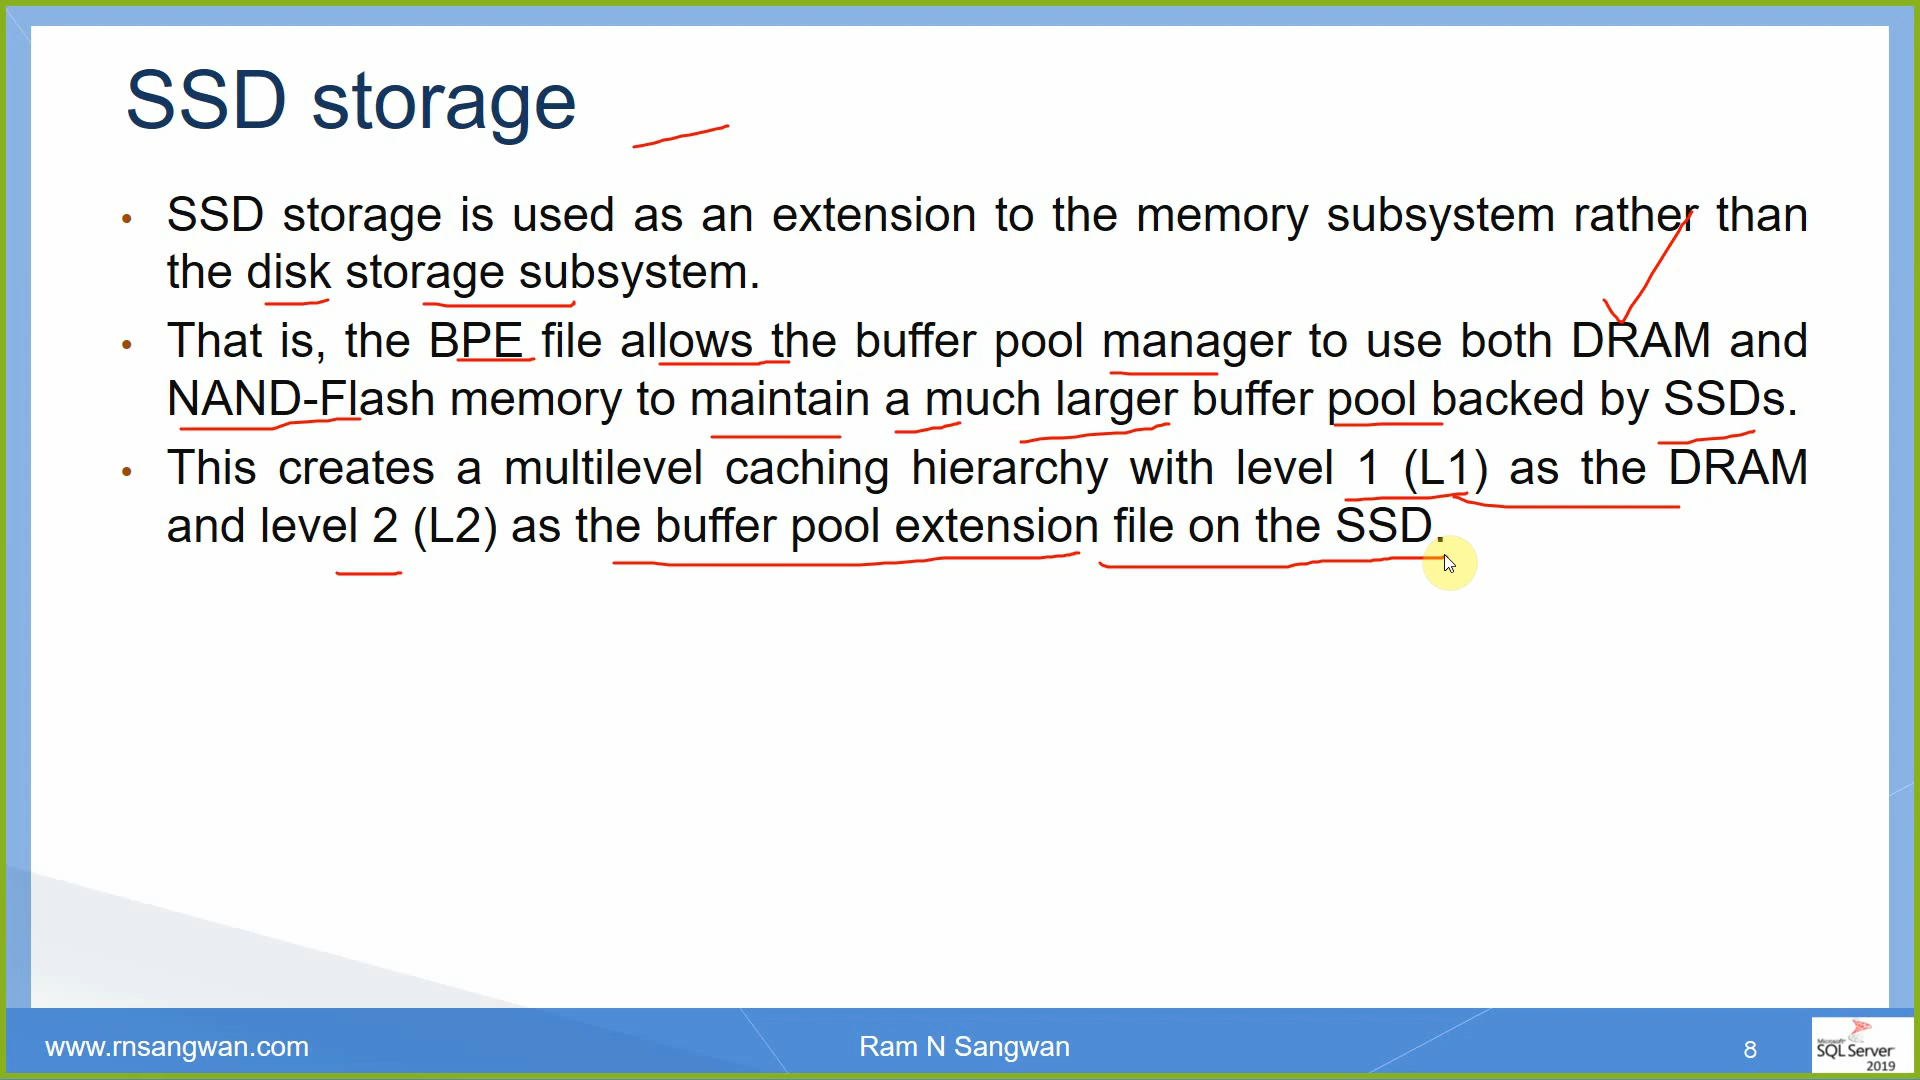 SSD storage
• SSD storage is used as an extension to the memory subsystem rather than
the disk storage subsystem.
• That is, the BPE file allows the buffer pool manager to use both DRAM and
NAND-Flash memory to maintain a much larger buffer pool backed by SSDs.
• This creates a multilevel caching hierarchy with level 1 (L1) as the DRAM
and level 2 (L2) as the buffer pool extension file on the SSD.
www.rnsangwan.com
Ram N Sangwan
8
Microsoft
SQL Server
2019